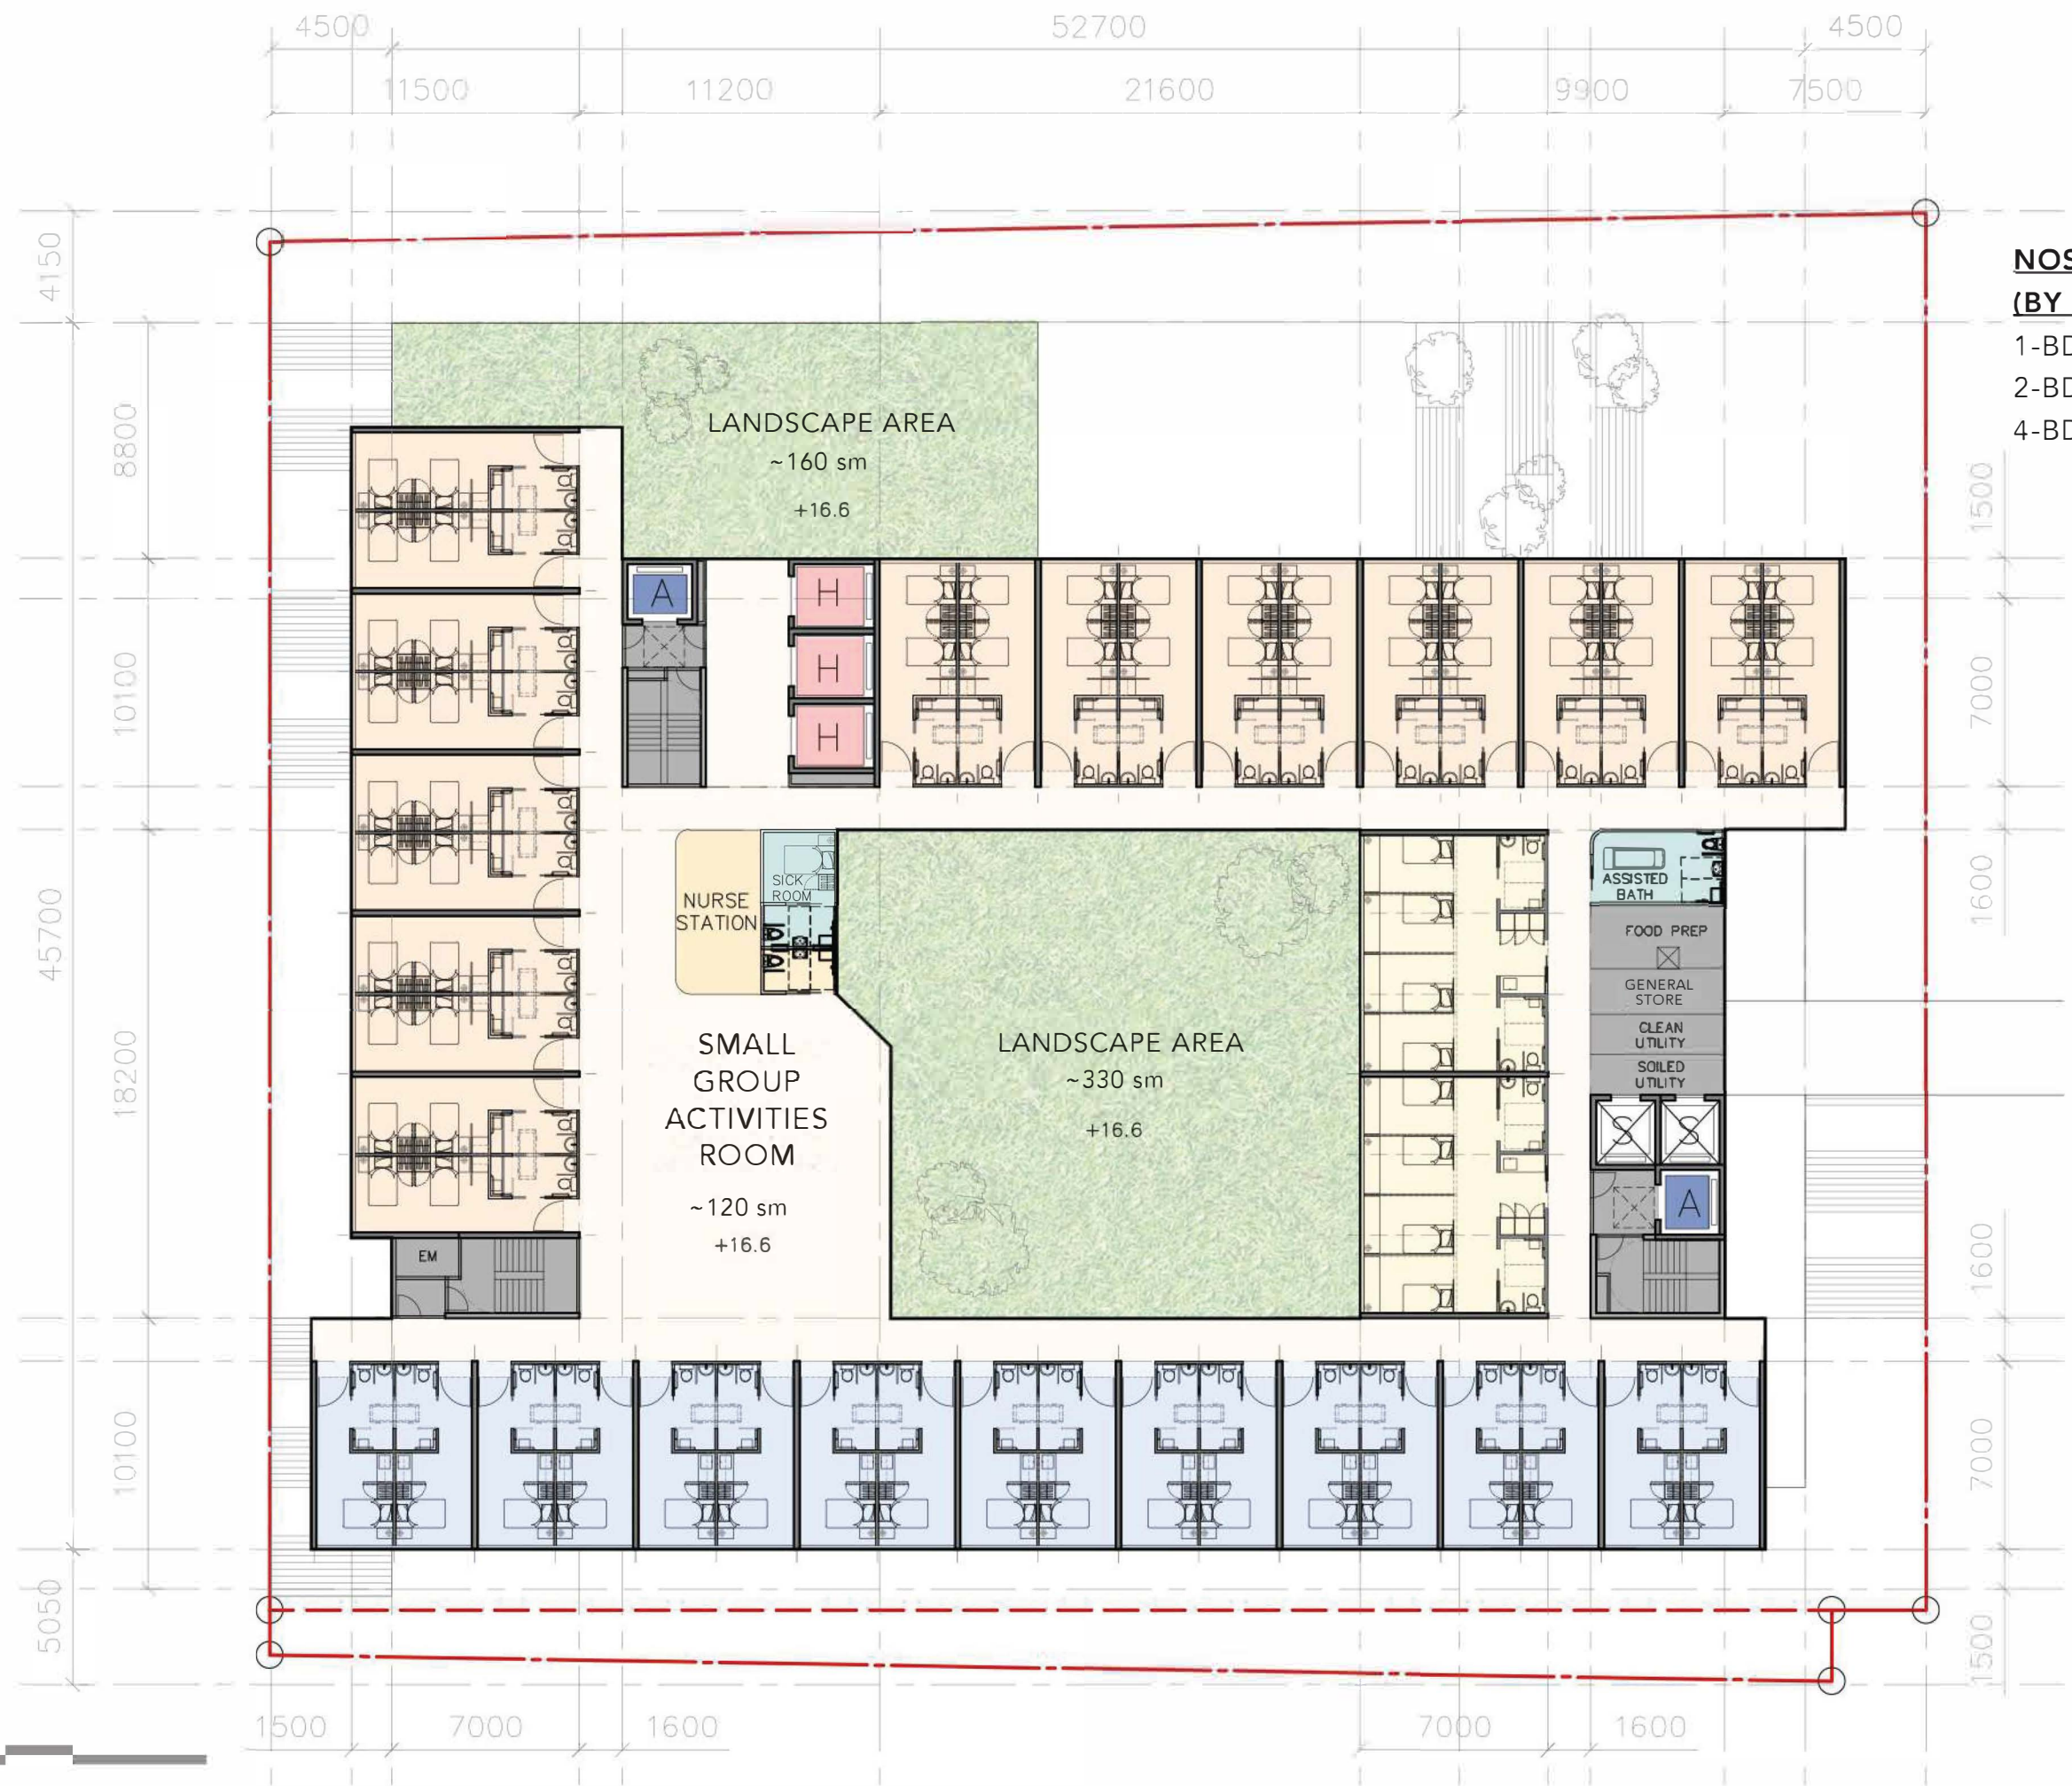 4500
52700
4500
11500
11200
21600
9900
7500
4150
8800
10100
45700
18200
10100
5050
NOS
(BY
1-BD
2-BD
4-BD
LANDSCAPE AREA
~160 sm
+16.6
A
H
H
H
NURSE
STATION
SICK
ROOM
SMALL
GROUP
ACTIVITIES
ROOM
~120 sm
+16.6
LANDSCAPE AREA
~330 sm
+16.6
ASSISTED
BATH
FOOD PREP
GENERAL
STORE
CLEAN
UTILITY
SOILED
UTILITY
S
S
A
EM
1500
7000
1600
1600
7000
1500
1500
7000
1600
7000
1600